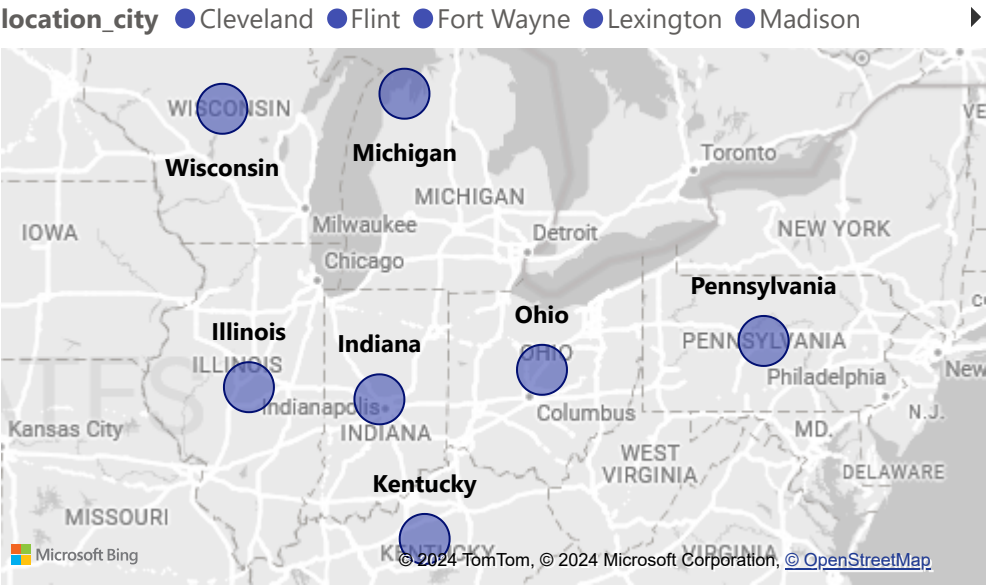 location_city Cleveland Flint Fort Wayne Lexington Madison
WISCONSIN
Wisconsin
Michigan
Toronto
MICHIGAN
IOWA
Milwaukee
Detroit
NEW YORK
Chicago
Pennsylvania
Ohio
Illinois
Indiana
OHIO
PENNSYLVANIA
ILLINOIS
Philadelphia
New
Indianapolis
Columbus
N.J.
Kansas City
INDIANA
MD.
WEST
VIRGINIA
DELAWARE
Kentucky
MISSOURI
KENTUCKY
VIRGINIA
Microsoft Bing
© 2024 TomTom, © 2024 Microsoft Corporation, © OpenStreetMap